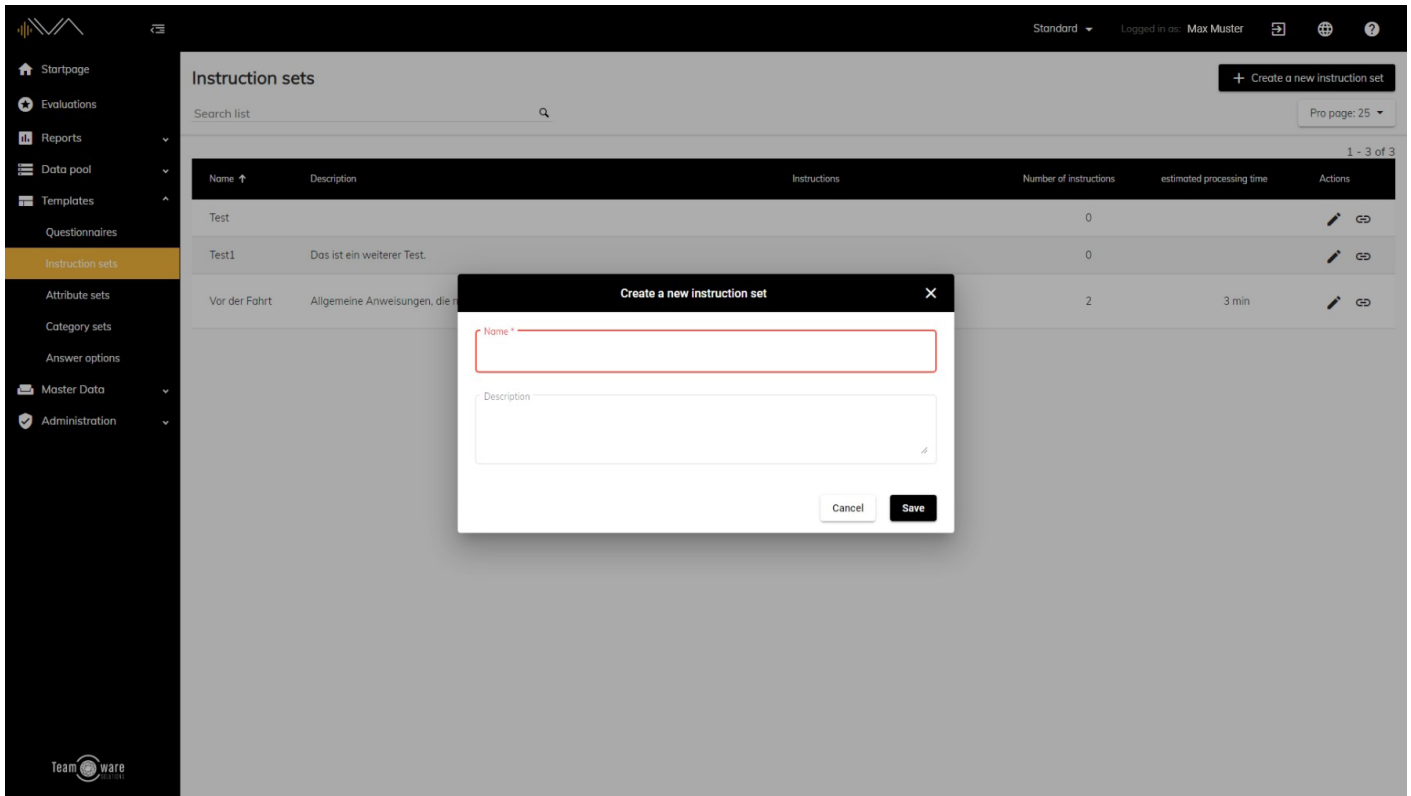 Standard
Logged in as: Max Muster
Startpage
Evaluations
Reports
Data pool
Templates
Questionnaires
Instruction sets
Attribute sets
Category sets
Answer options
Master Data
Administration
Team ware
SOLUTIONS
Instruction sets
+ Create a new instruction set
Search list
Pro page: 25
1 - 3 of 3
Name Description Instructions Number of instructions estimated processing time Actions
Test 0
Test1 Das ist ein weiterer Test. 0
Vor der Fahrt Allgemeine Anweisungen, die 2 3 min
Create a new instruction set
Name *
Description
Cancel
Save